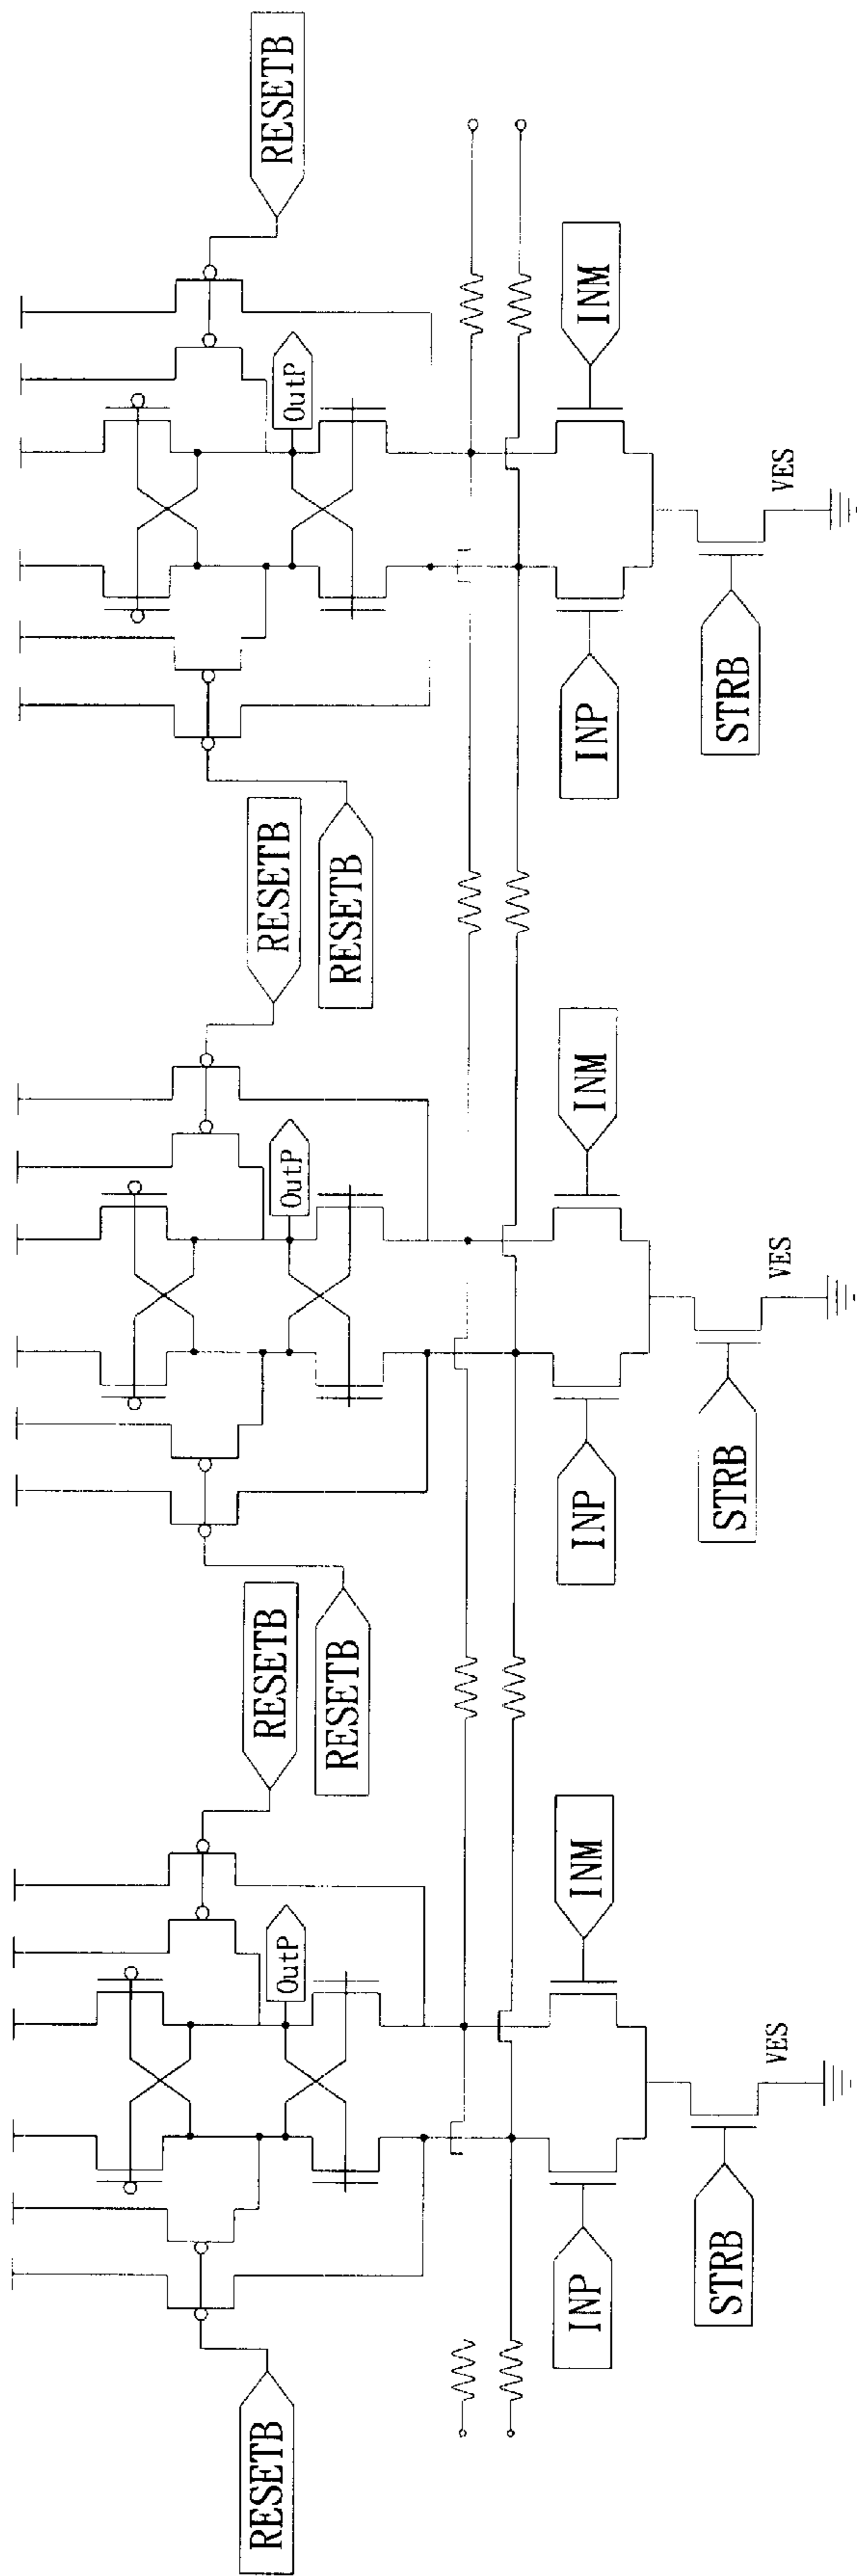 RESETB
RESETB
RESETB
RESETB
OutP
RESETB
OutP
RESETB
OutP
INP
INM
INP
INM
INP
INM
STRB
VES
STRB
VES
STRB
VES